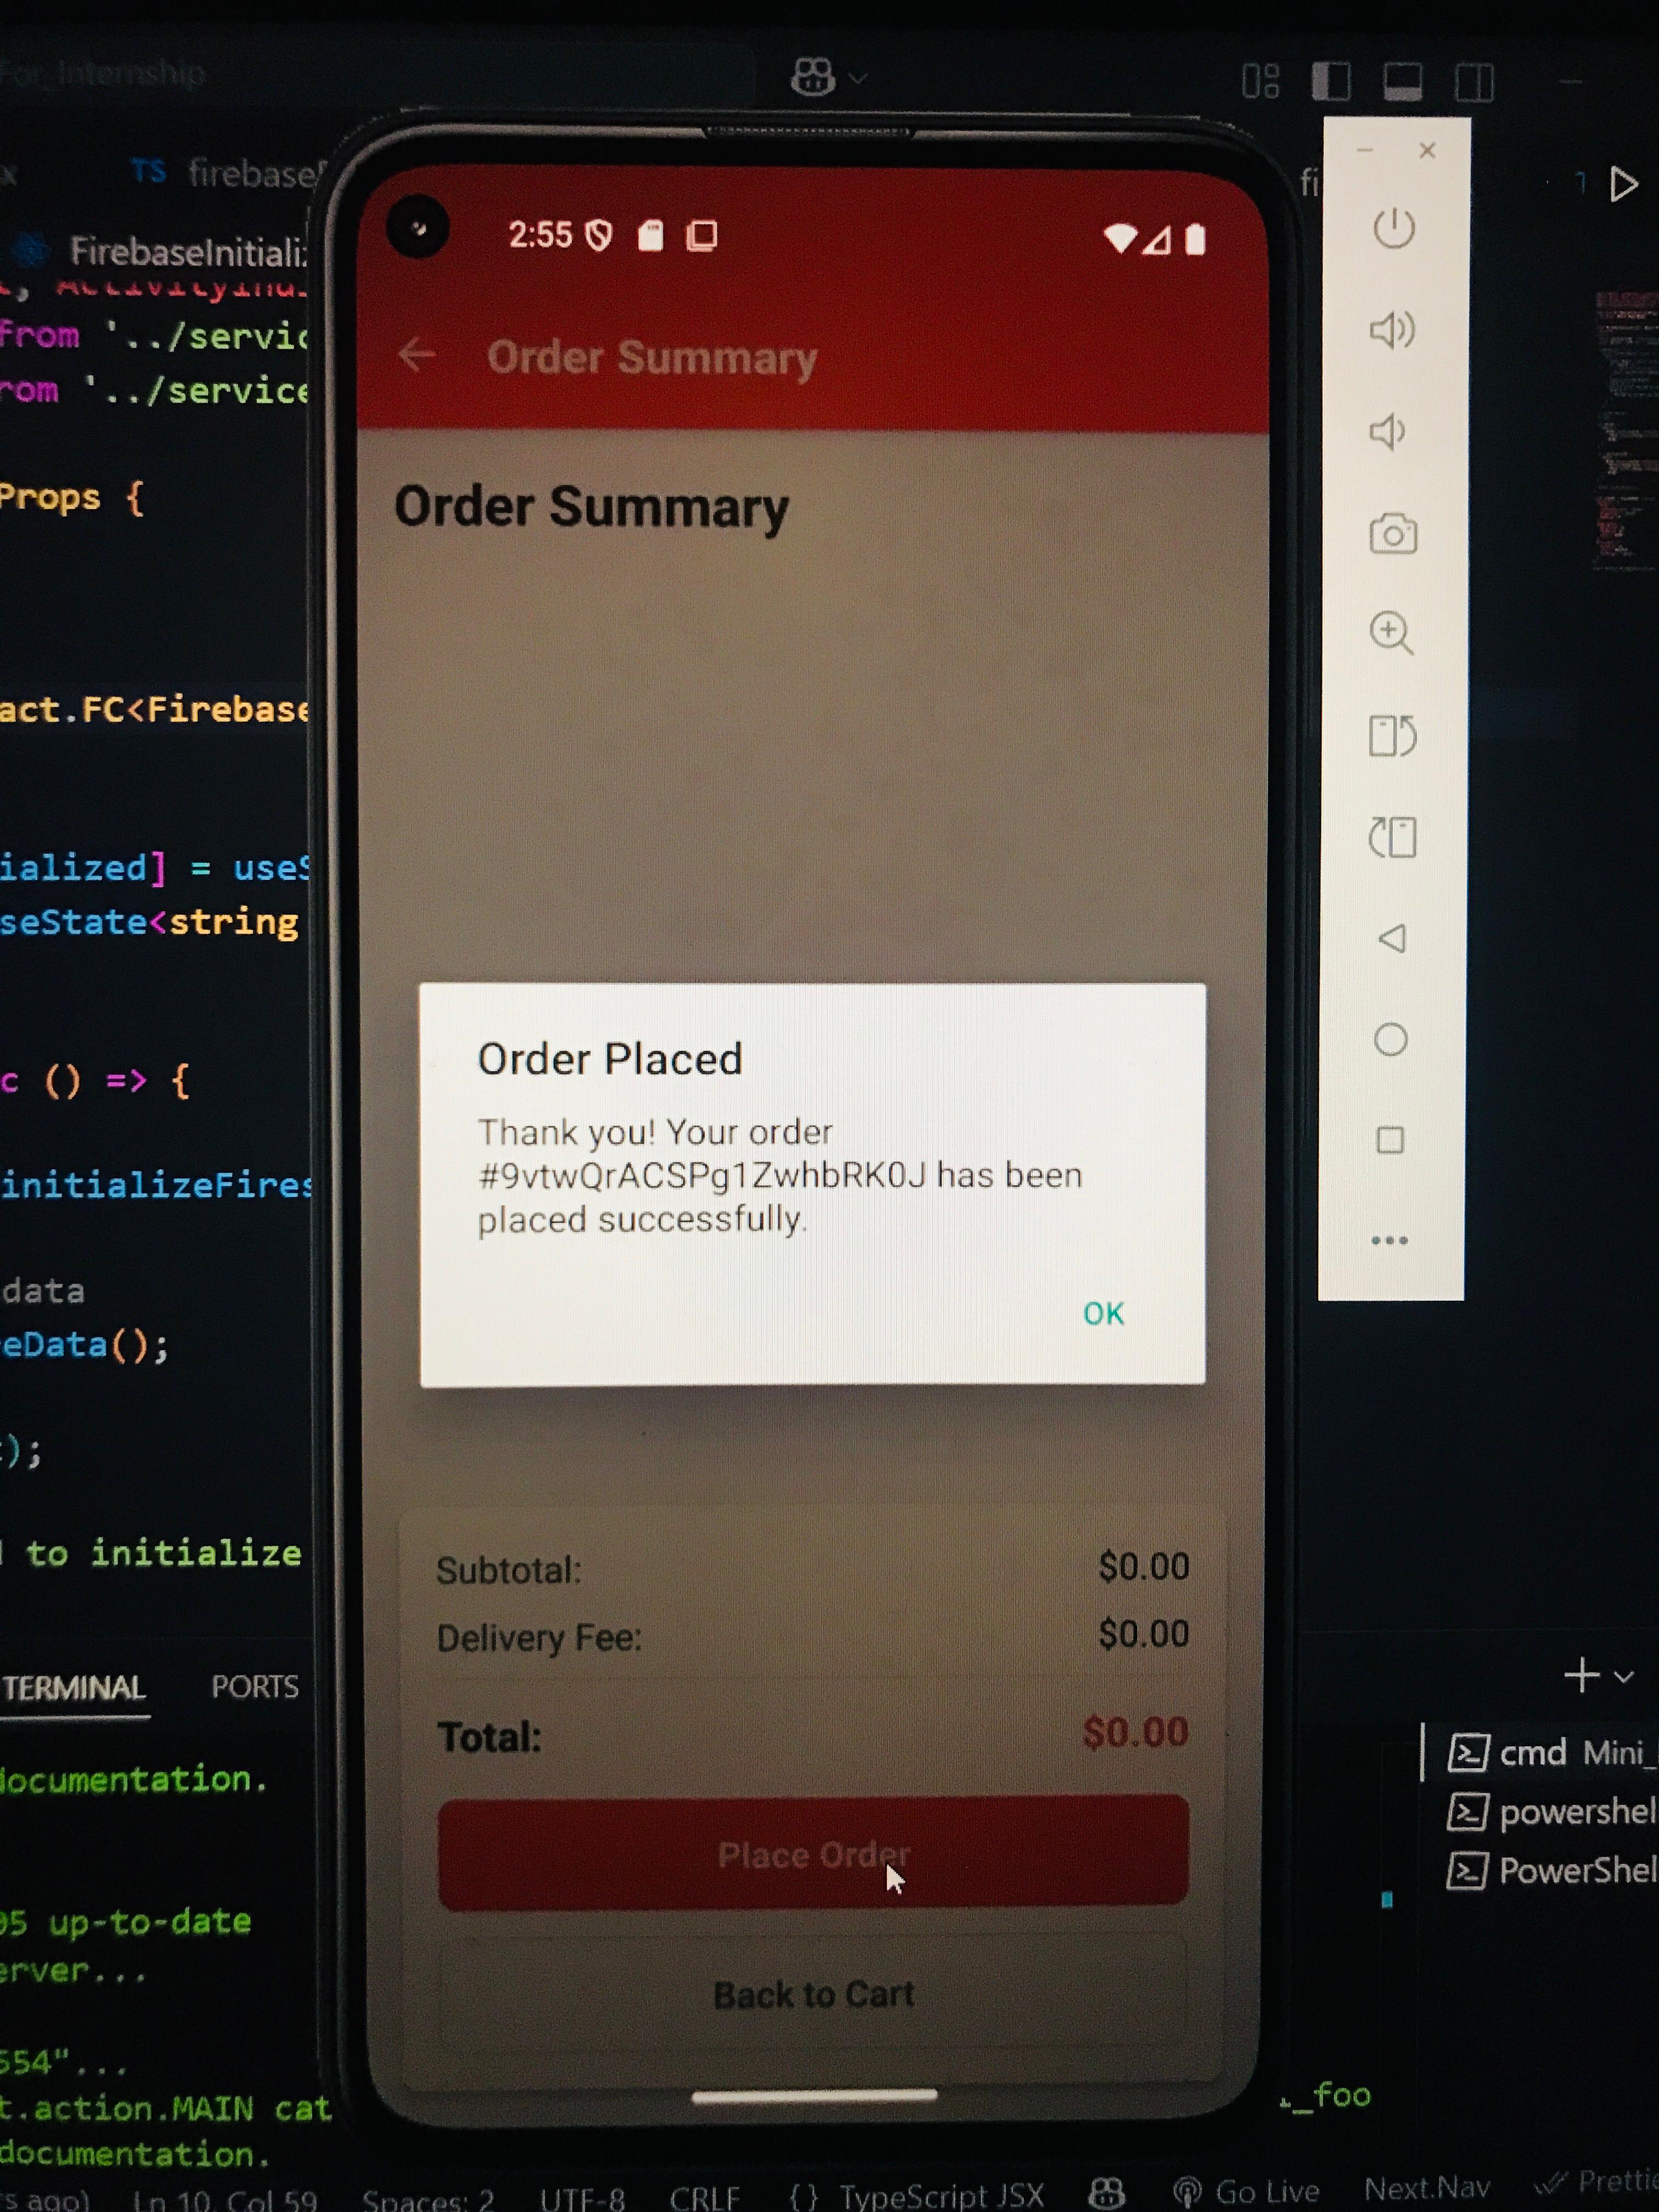 For_Internship
TS firebase
fi
FirebaseInitiali
from '../servic
rom '../service
Props {
act.FC<Firebase
ialized] = useS
seState<string
c () => {
initializeFires
data
eData();
);
to initialize
TERMINAL PORTS
documentation.
05 up-to-date
erver...
554"...
t.action.MAIN cat
documentation.
2:55
Order Summary
Order Summary
Order Placed
Thank you! Your order
#9vtwQrACSPg1ZwhbRK0J has been
placed successfully.
OK
Subtotal: $0.00
Delivery Fee: $0.00
Total: $0.00
Place Order
Back to Cart
cmd Mini_
powershel
PowerShel
_foo
s ago) Ln 10, Col 59 Spaces: 2 UTF-8 CRLF {} TypeScript JSX Go Live Next.Nav Prettie